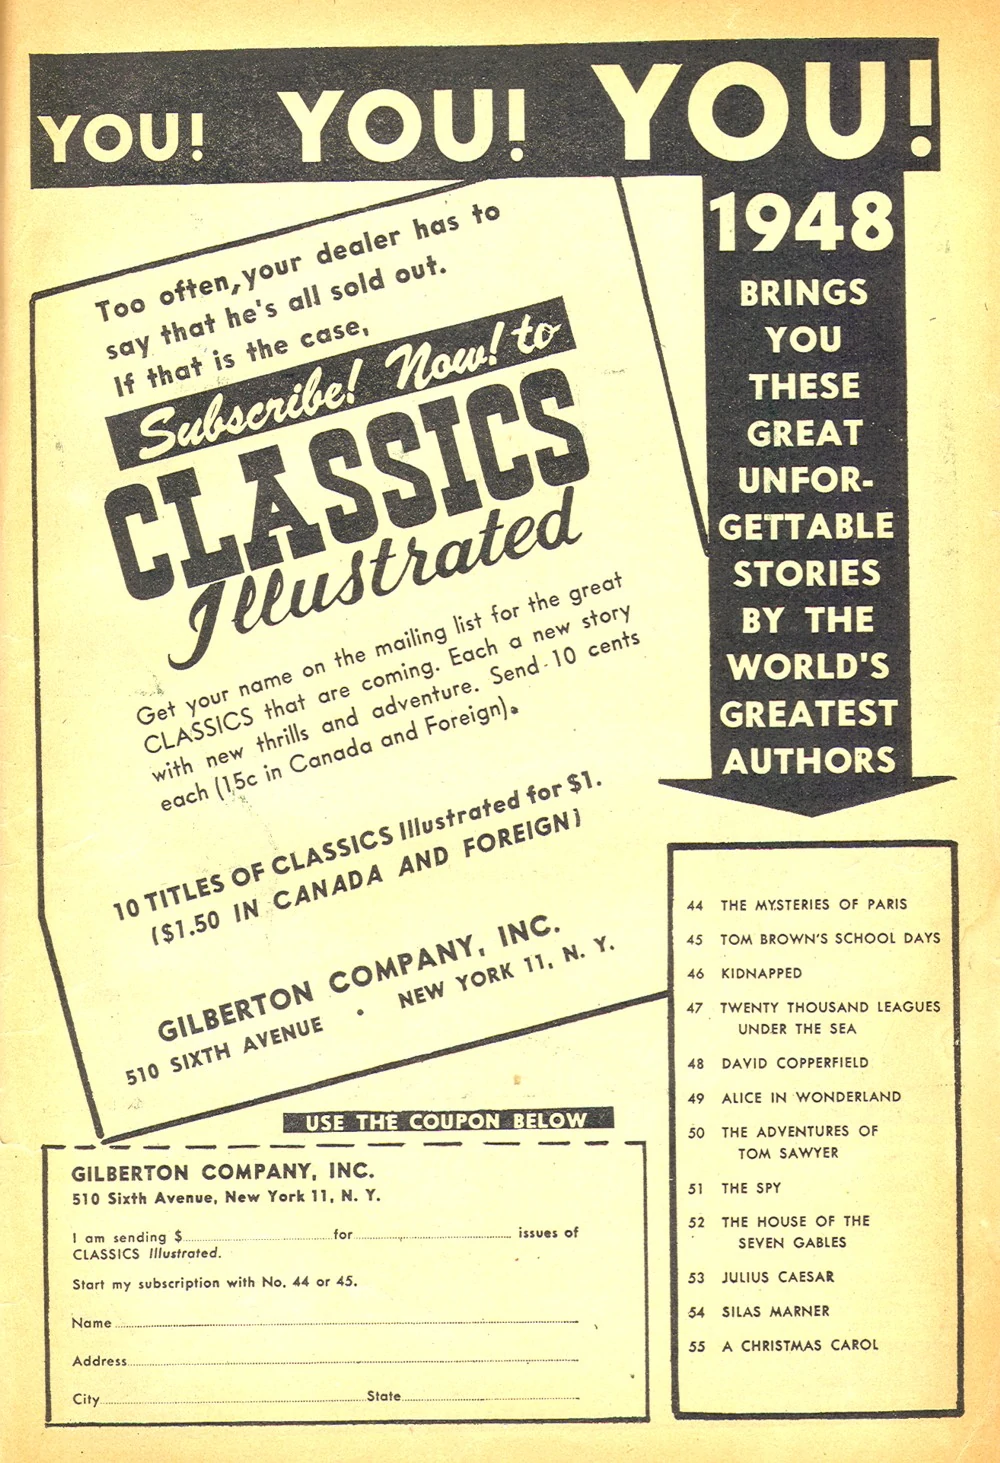 YOU! YOU! YOU!
Too often, your dealer has to
say that he's all sold out.
If that is the case,
Subscribe! Now! to
CLASSICS
Illustrated
Get your name on the mailing list for the great
CLASSICS that are coming. Each a new story
with new thrills and adventure. Send 10 cents
each (15c in Canada and Foreign).
10 TITLES OF CLASSICS Illustrated for $1.
($1.50 IN CANADA AND FOREIGN)
GILBERTON COMPANY, INC.
510 SIXTH AVENUE • NEW YORK 11, N. Y.
1948
BRINGS
YOU
THESE
GREAT
UNFOR-
GETTABLE
STORIES
BY THE
WORLD'S
GREATEST
AUTHORS
44 THE MYSTERIES OF PARIS
45 TOM BROWN'S SCHOOL DAYS
46 KIDNAPPED
47 TWENTY THOUSAND LEAGUES
UNDER THE SEA
48 DAVID COPPERFIELD
49 ALICE IN WONDERLAND
50 THE ADVENTURES OF
TOM SAWYER
51 THE SPY
52 THE HOUSE OF THE
SEVEN GABLES
53 JULIUS CAESAR
54 SILAS MARNER
55 A CHRISTMAS CAROL
USE THE COUPON BELOW
GILBERTON COMPANY, INC.
510 Sixth Avenue, New York 11, N. Y.
I am sending $ for issues of
CLASSICS Illustrated.
Start my subscription with No. 44 or 45.
Name
Address
City State